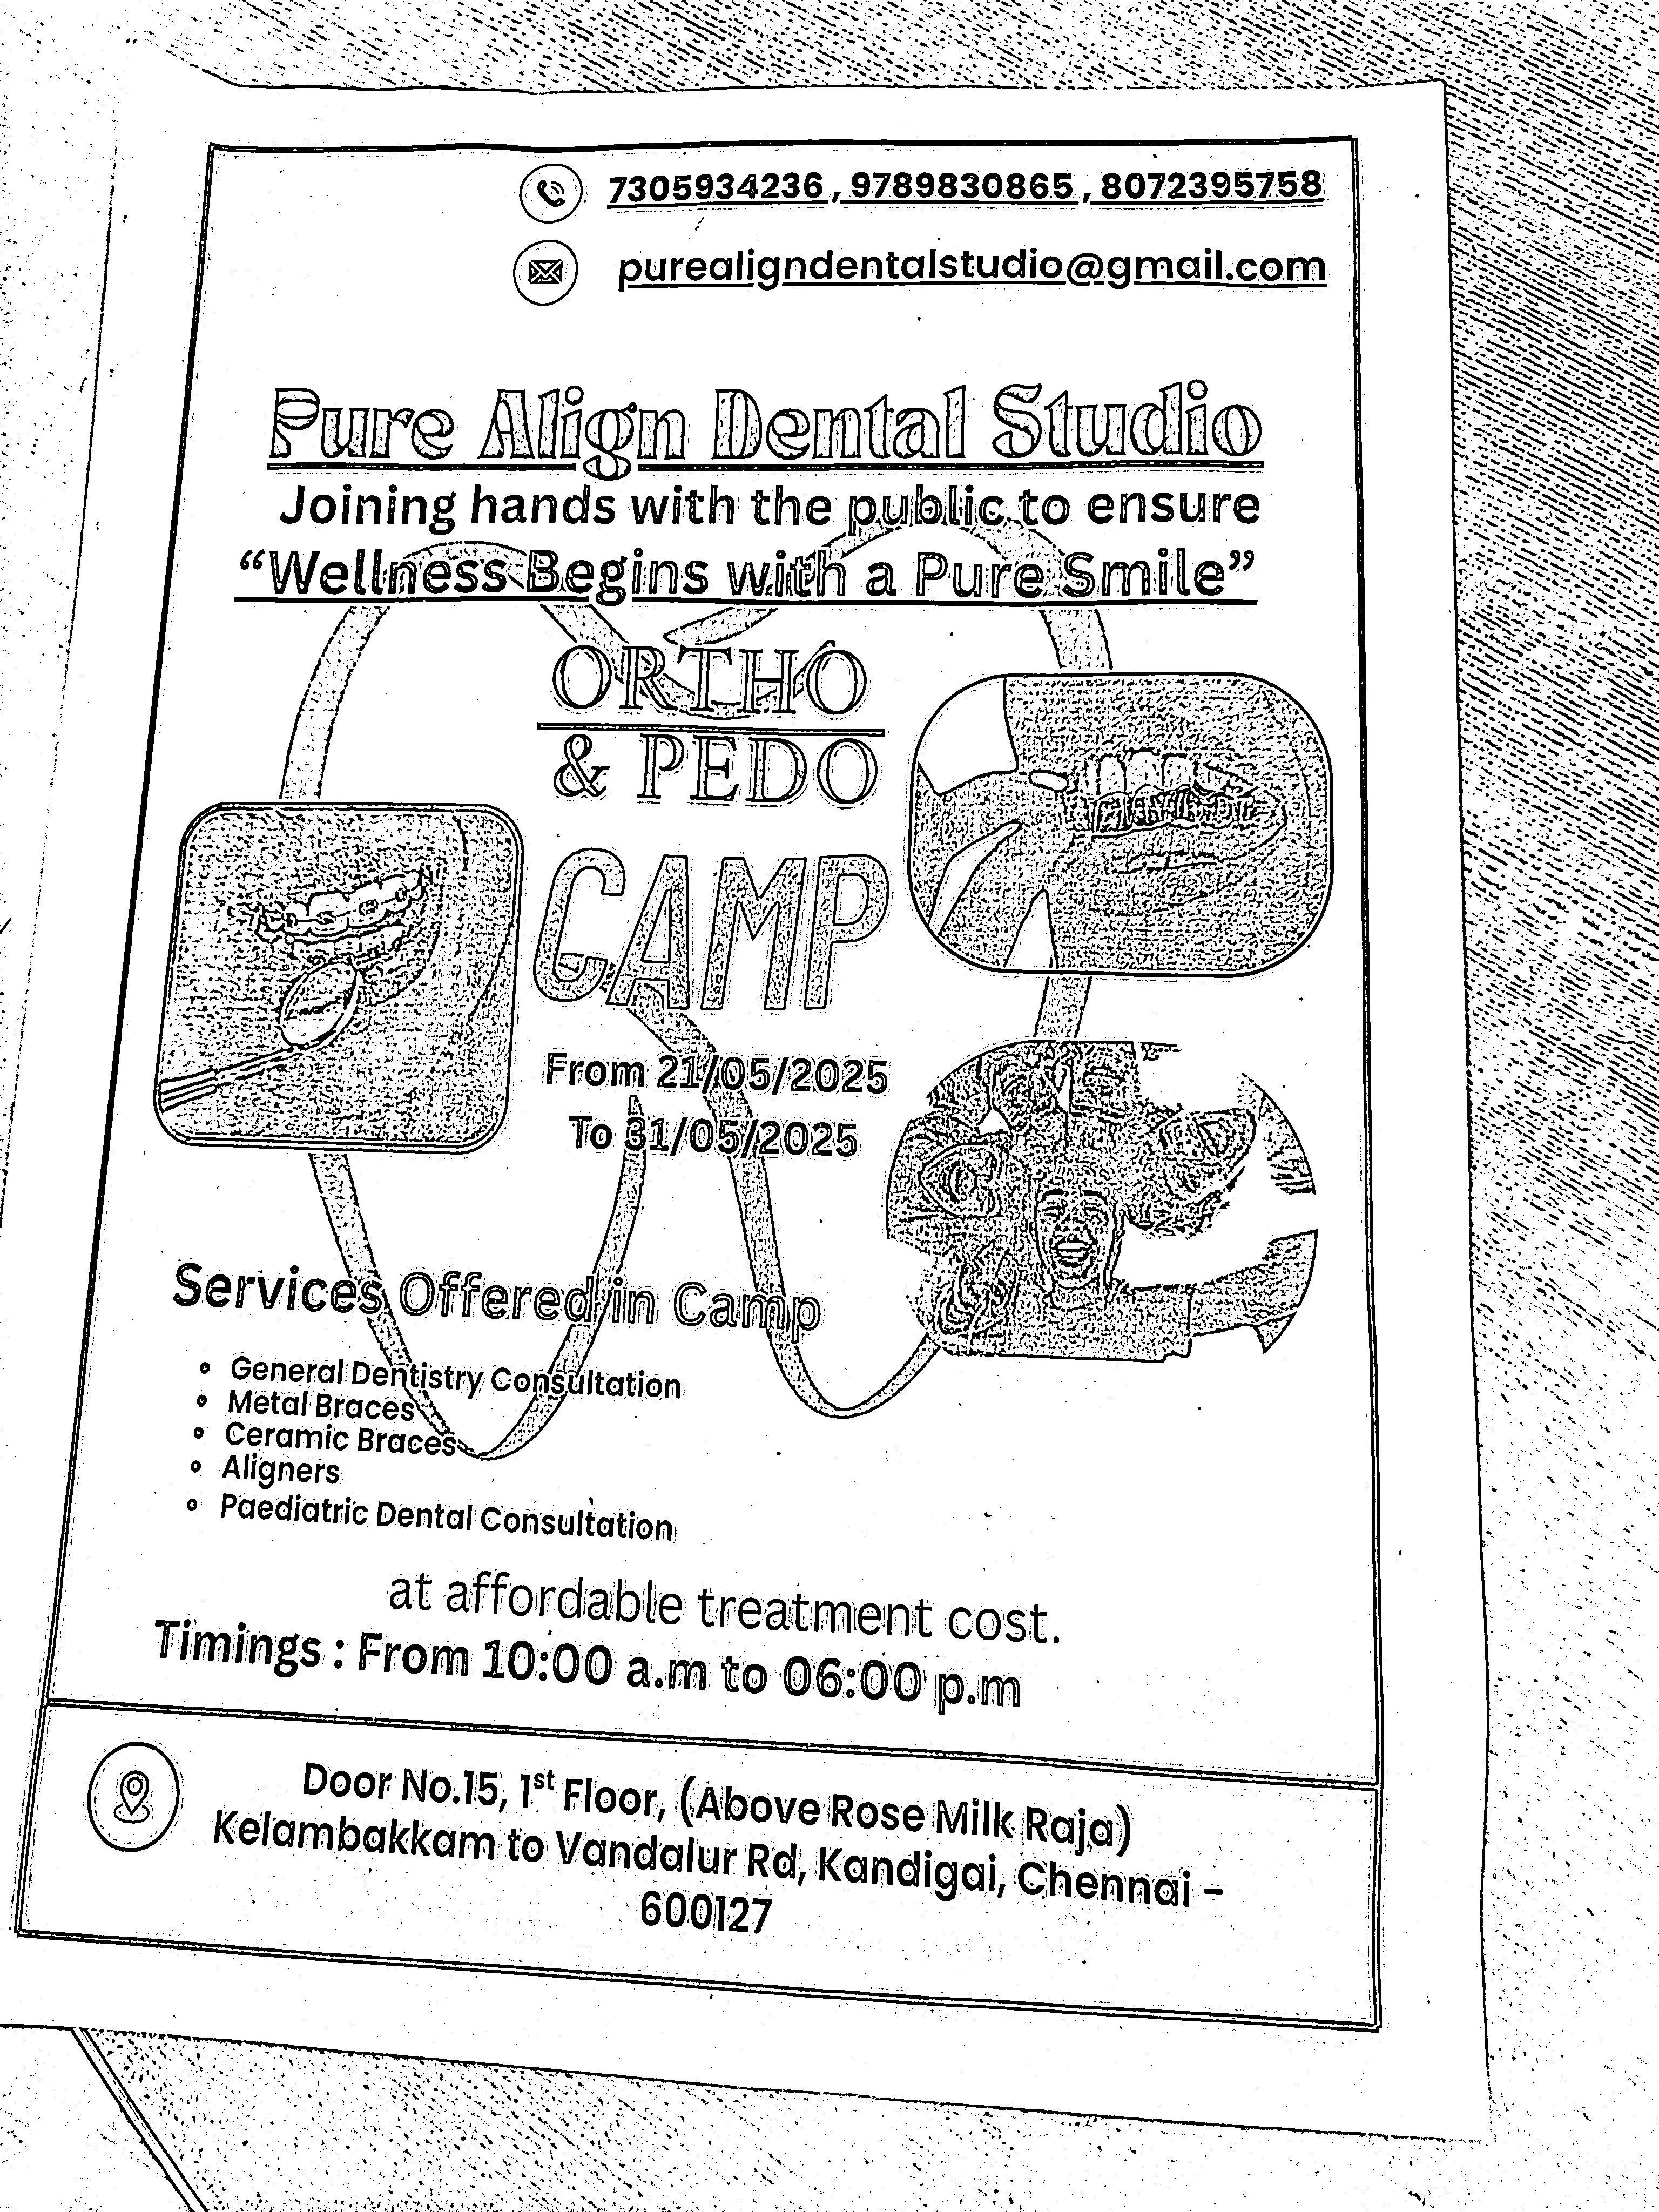 7305934236 , 9789830865 , 8072395758
purealigndentalstudio@gmail.com
Pure Align Dental Studio
Joining hands with the public to ensure
“Wellness Begins with a Pure Smile”
ORTHO
& PEDO
CAMP
From 21/05/2025
To 31/05/2025
Services Offered in Camp
General Dentistry Consultation
Metal Braces
Ceramic Braces
Aligners
Paediatric Dental Consultation
at affordable treatment cost.
Timings : From 10:00 a.m to 06:00 p.m
Door No.15, 1st Floor, (Above Rose Milk Raja)
Kelambakkam to Vandalur Rd, Kandigai, Chennai –
600127